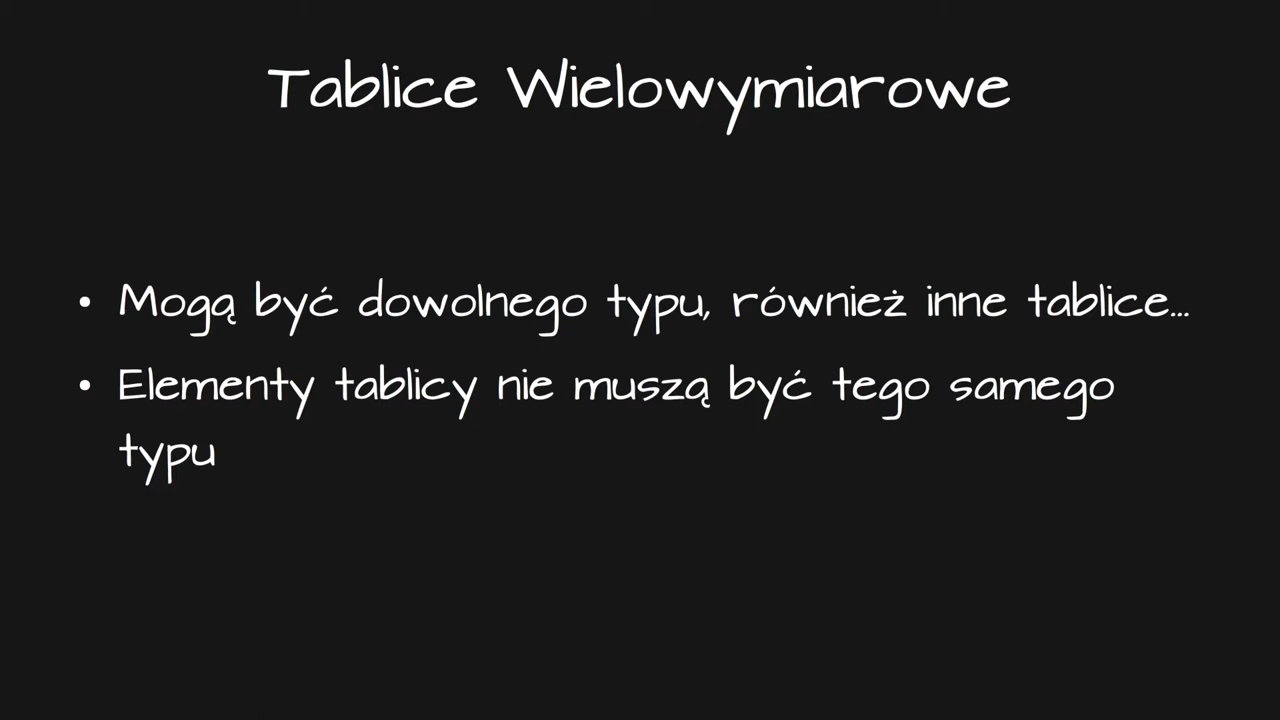 Tablice Wielowymiarowe
• Mogą być dowolnego typu, również inne tablice...
• Elementy tablicy nie muszą być tego samego
typu